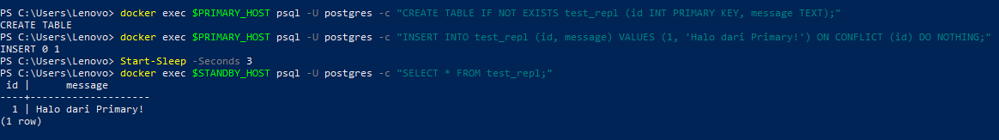 PS C:\Users\Lenovo> docker exec $PRIMARY_HOST psql -U postgres -c "CREATE TABLE IF NOT EXISTS test_repl (id INT PRIMARY KEY, message TEXT);"
CREATE TABLE
PS C:\Users\Lenovo> docker exec $PRIMARY_HOST psql -U postgres -c "INSERT INTO test_repl (id, message) VALUES (1, 'Halo dari Primary!') ON CONFLICT (id) DO NOTHING;"
INSERT 0 1
PS C:\Users\Lenovo> Start-Sleep -Seconds 3
PS C:\Users\Lenovo> docker exec $STANDBY_HOST psql -U postgres -c "SELECT * FROM test_repl;"
 id |      message
----+--------------------
  1 | Halo dari Primary!
(1 row)